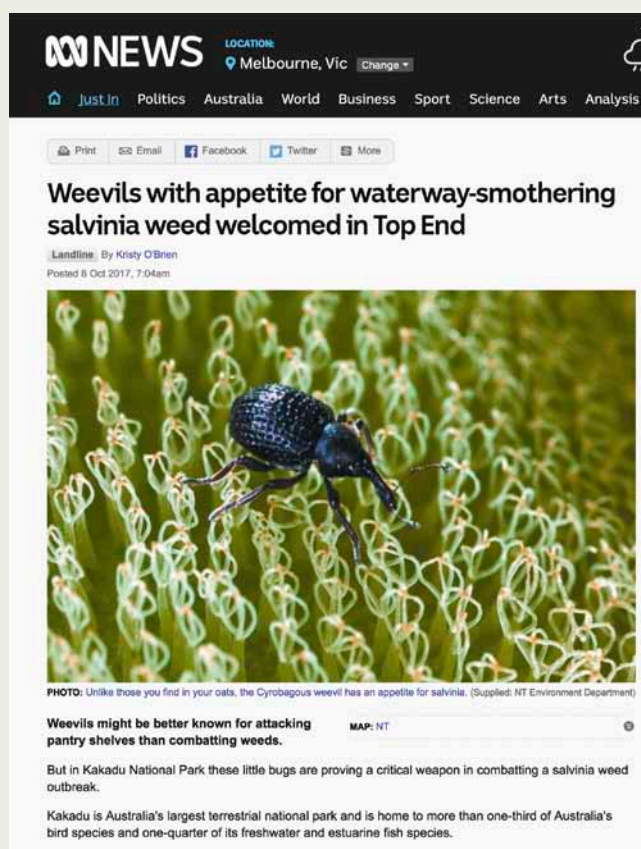 NEWS
LOCATION:
Melbourne, Vic Change
Just In Politics Australia World Business Sport Science Arts Analysis
Print Email Facebook Twitter More
Weevils with appetite for waterway-smothering
salvinia weed welcomed in Top End
Landline By Kristy O'Brien
Posted 8 Oct 2017, 7:04am
PHOTO: Unlike those you find in your oats, the Cyrobagous weevil has an appetite for salvinia. (Supplied: NT Environment Department)
Weevils might be better known for attacking
pantry shelves than combatting weeds.
MAP: NT
But in Kakadu National Park these little bugs are proving a critical weapon in combatting a salvinia weed
outbreak.
Kakadu is Australia's largest terrestrial national park and is home to more than one-third of Australia's
bird species and one-quarter of its freshwater and estuarine fish species.